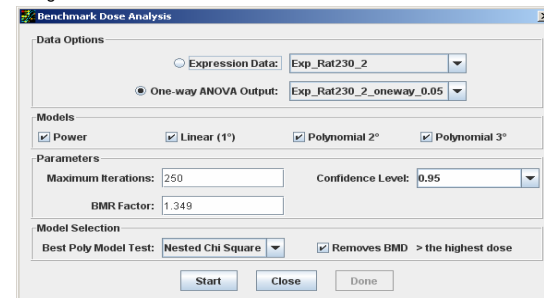 Benchmark Dose Analysis
Data Options
Expression Data: Exp_Rat230_2
One-way ANOVA Output: Exp_Rat230_2_oneway_0.05
Models
Power Linear (1°) Polynomial 2° Polynomial 3°
Parameters
Maximum Iterations: 250 Confidence Level: 0.95
BMR Factor: 1.349
Model Selection
Best Poly Model Test: Nested Chi Square Removes BMD > the highest dose
Start Close Done